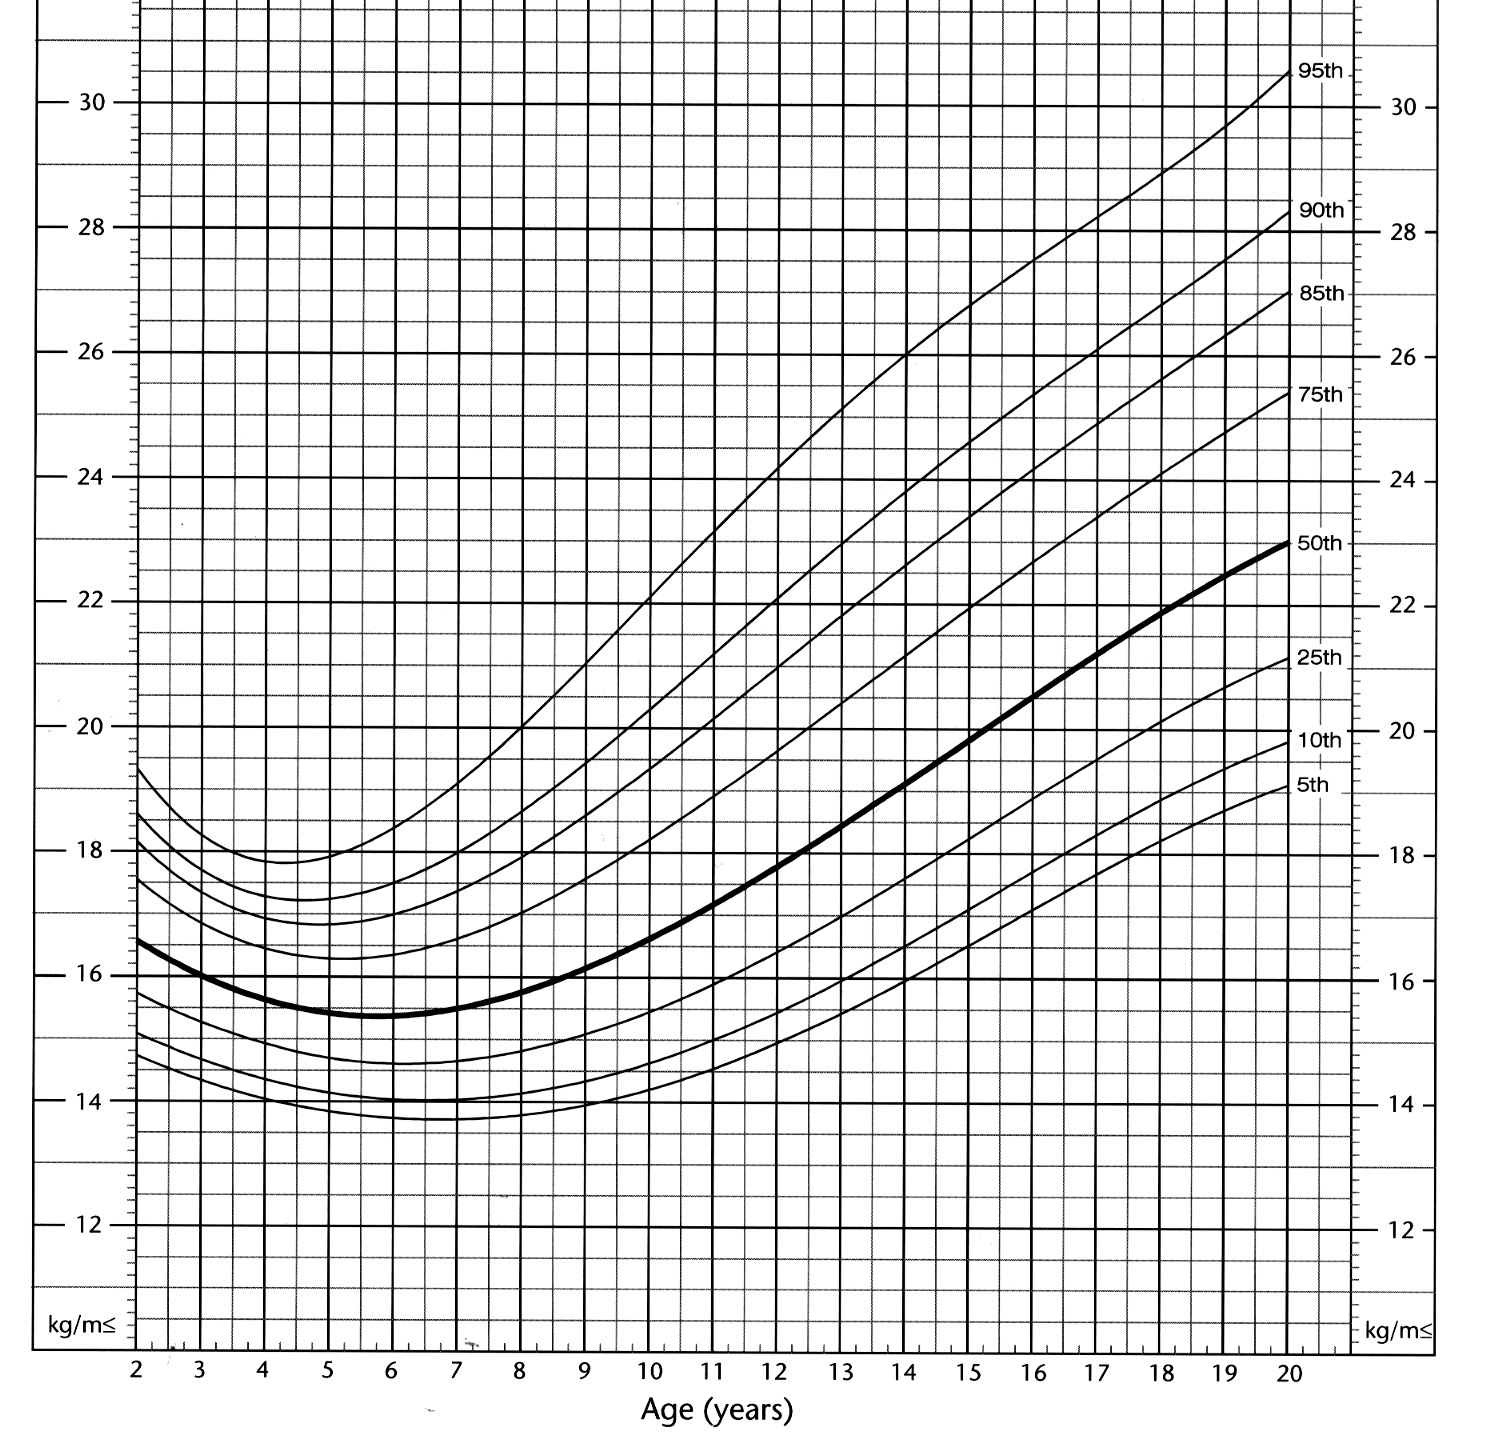 95th
30 30
90th
28 28
85th
26 26
75th
24 24
50th
22 22
25th
20 20
10th
5th
18 18
16 16
14 14
12 12
kg/m≤ kg/m≤
2 3 4 5 6 7 8 9 10 11 12 13 14 15 16 17 18 19 20
Age (years)